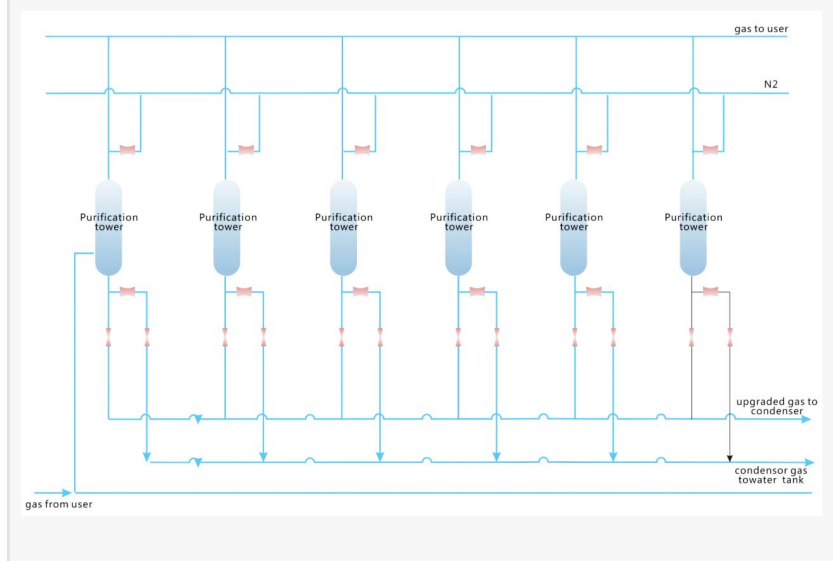 gas to user
N2
Purification
tower
Purification
tower
Purification
tower
Purification
tower
Purification
tower
Purification
tower
upgraded gas to
condenser
condensor gas
towater tank
gas from user